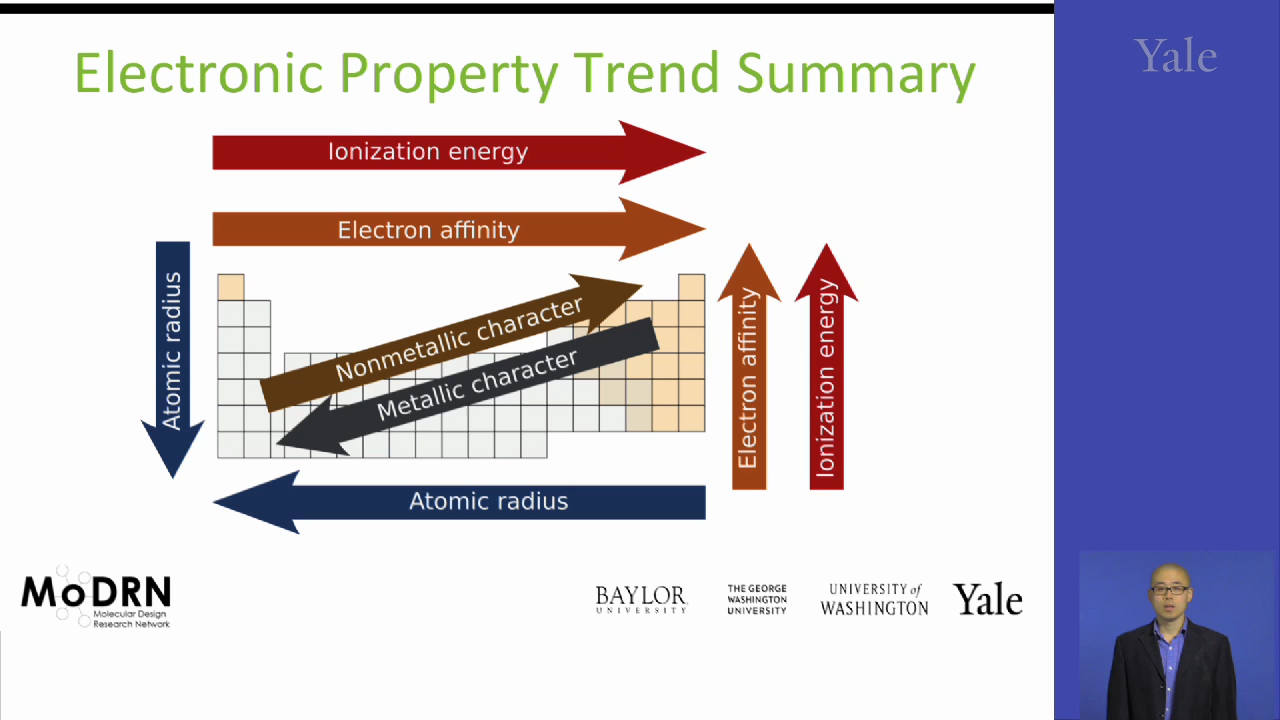 Electronic Property Trend Summary
Yale
Ionization energy
Electron affinity
Atomic radius
Nonmetallic character
Metallic character
Electron affinity
Ionization energy
Atomic radius
MoDRN
Molecular Design
Research Network
BAYLOR
UNIVERSITY
THE GEORGE
WASHINGTON
UNIVERSITY
UNIVERSITY of
WASHINGTON
Yale